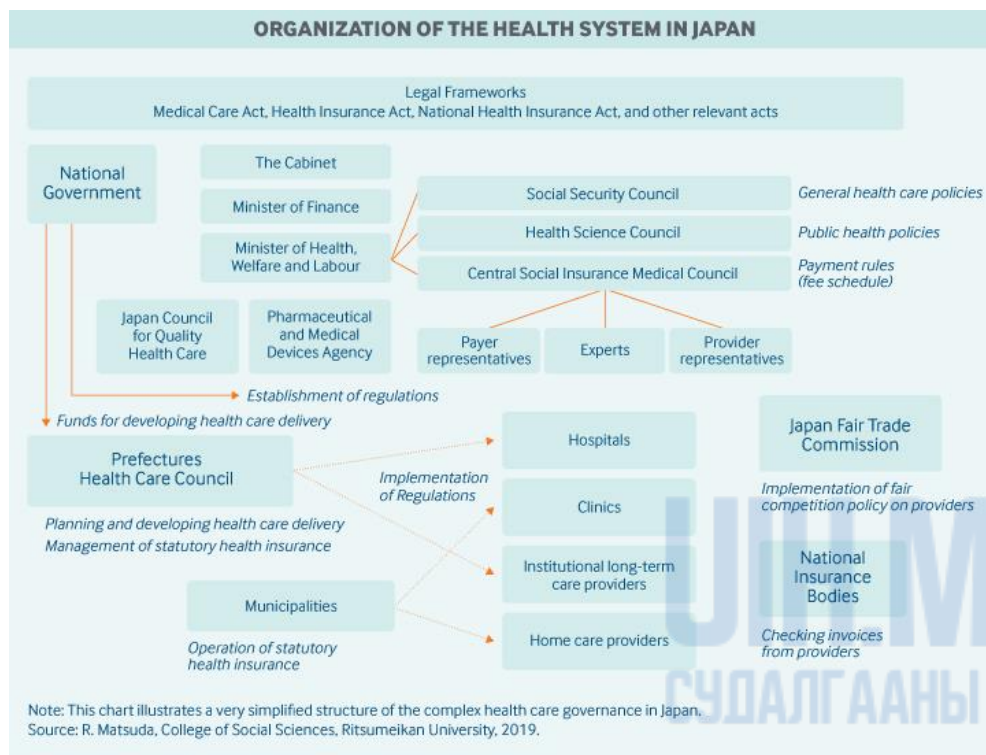 ORGANIZATION OF THE HEALTH SYSTEM IN JAPAN
Legal Frameworks
Medical Care Act, Health Insurance Act, National Health Insurance Act, and other relevant acts
National
Government
The Cabinet
Minister of Finance
Minister of Health,
Welfare and Labour
Social Security Council
General health care policies
Health Science Council
Public health policies
Central Social Insurance Medical Council
Payment rules
(fee schedule)
Japan Council
for Quality
Health Care
Pharmaceutical
and Medical
Devices Agency
Payer
representatives
Experts
Provider
representatives
Establishment of regulations
Funds for developing health care delivery
Prefectures
Health Care Council
Planning and developing health care delivery
Management of statutory health insurance
Implementation
of Regulations
Hospitals
Clinics
Institutional long-term
care providers
Home care providers
Municipalities
Operation of statutory
health insurance
Japan Fair Trade
Commission
Implementation of fair
competition policy on providers
National
Insurance
Bodies
Checking invoices
from providers
UIH.M
СУДАЛГААНЫ
Note: This chart illustrates a very simplified structure of the complex health care governance in Japan.
Source: R. Matsuda, College of Social Sciences, Ritsumeikan University, 2019.